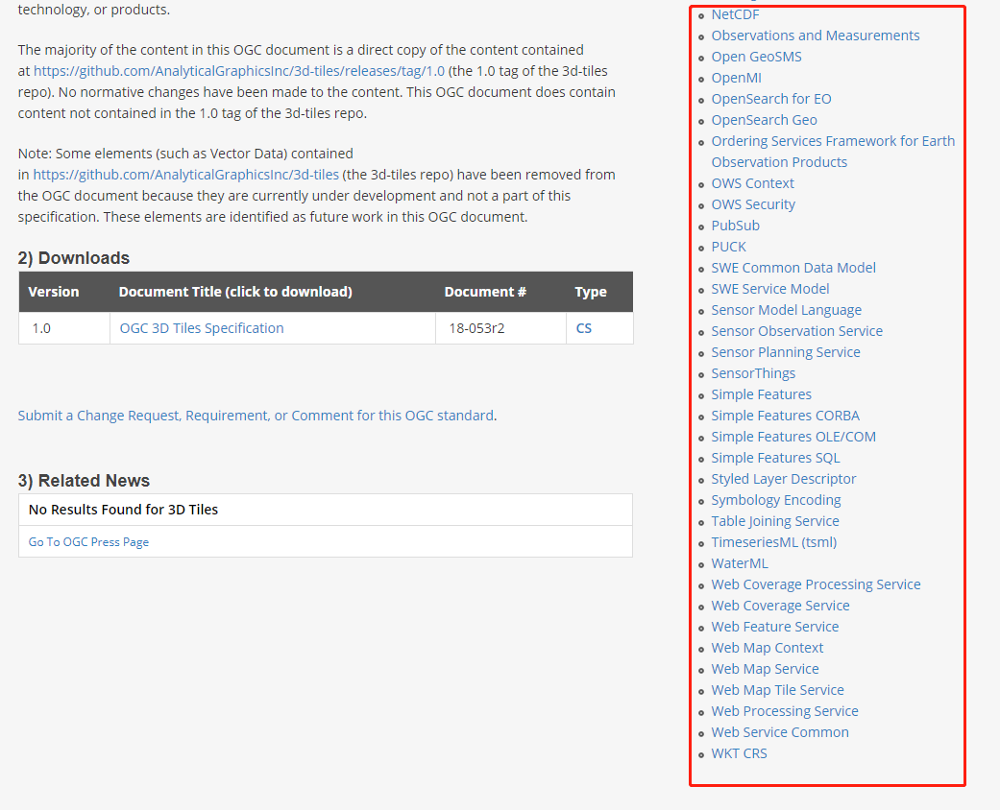 technology, or products.
The majority of the content in this OGC document is a direct copy of the content contained
at https://github.com/AnalyticalGraphicsInc/3d-tiles/releases/tag/1.0 (the 1.0 tag of the 3d-tiles
repo). No normative changes have been made to the content. This OGC document does contain
content not contained in the 1.0 tag of the 3d-tiles repo.
Note: Some elements (such as Vector Data) contained
in https://github.com/AnalyticalGraphicsInc/3d-tiles (the 3d-tiles repo) have been removed from
the OGC document because they are currently under development and not a part of this
specification. These elements are identified as future work in this OGC document.
2) Downloads
Version Document Title (click to download) Document # Type
1.0 OGC 3D Tiles Specification 18-053r2 CS
Submit a Change Request, Requirement, or Comment for this OGC standard.
3) Related News
No Results Found for 3D Tiles
Go To OGC Press Page
NetCDF
Observations and Measurements
Open GeoSMS
OpenMI
OpenSearch for EO
OpenSearch Geo
Ordering Services Framework for Earth
Observation Products
OWS Context
OWS Security
PubSub
PUCK
SWE Common Data Model
SWE Service Model
Sensor Model Language
Sensor Observation Service
Sensor Planning Service
SensorThings
Simple Features
Simple Features CORBA
Simple Features OLE/COM
Simple Features SQL
Styled Layer Descriptor
Symbology Encoding
Table Joining Service
TimeseriesML (tsml)
WaterML
Web Coverage Processing Service
Web Coverage Service
Web Feature Service
Web Map Context
Web Map Service
Web Map Tile Service
Web Processing Service
Web Service Common
WKT CRS